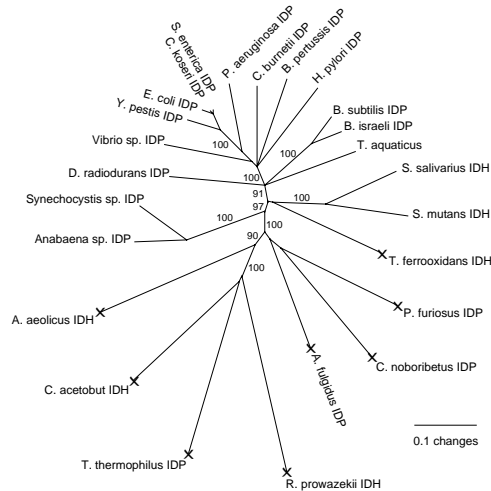 S. enterica IDP
C. koseri IDP
P. aeruginosa IDP
C. burnetii IDP
B. pertussis IDP
H. pylori IDP
E. coli IDP
Y. pestis IDP
B. subtilis IDP
B. israeli IDP
Vibrio sp. IDP
100
100
T. aquaticus
D. radiodurans IDP
100
S. salivarius IDH
91
100
Synechocystis sp. IDP
97
S. mutans IDH
100
100
Anabaena sp. IDP
90
T. ferrooxidans IDH
100
A. aeolicus IDH
P. furiosus IDP
C. noboribetus IDP
A. fulgidus IDP
C. acetobut IDH
0.1 changes
T. thermophilus IDP
R. prowazekii IDH